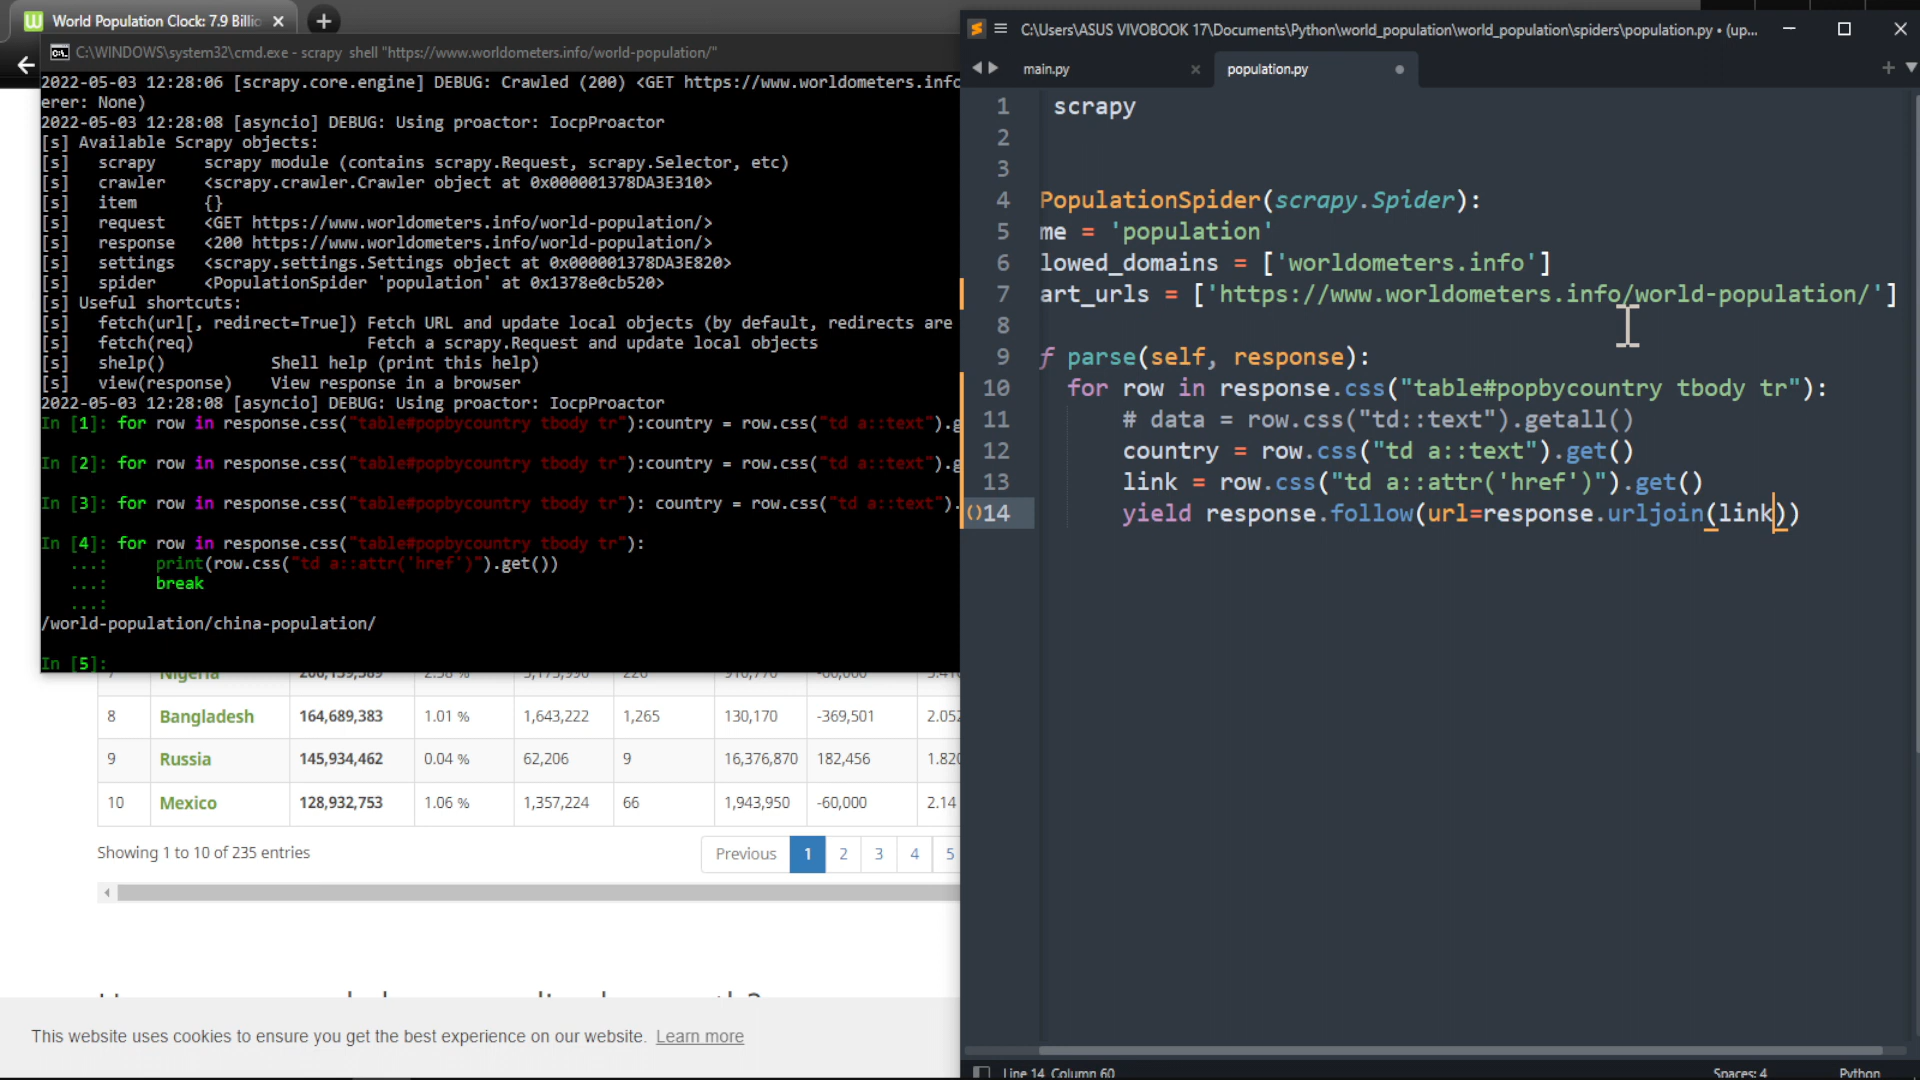 World Population Clock: 7.9 Billio
C:\WINDOWS\system32\cmd.exe - scrapy shell "https://www.worldometers.info/world-population/"
2022-05-03 12:28:06 [scrapy.core.engine] DEBUG: Crawled (200) <GET https://www.worldometers.info
erer: None)
2022-05-03 12:28:08 [asyncio] DEBUG: Using proactor: IocpProactor
[s] Available Scrapy objects:
[s]   scrapy     scrapy module (contains scrapy.Request, scrapy.Selector, etc)
[s]   crawler    <scrapy.crawler.Crawler object at 0x000001378DA3E310>
[s]   item       {}
[s]   request    <GET https://www.worldometers.info/world-population/>
[s]   response   <200 https://www.worldometers.info/world-population/>
[s]   settings   <scrapy.settings.Settings object at 0x000001378DA3E820>
[s]   spider     <PopulationSpider 'population' at 0x1378e0cb520>
[s] Useful shortcuts:
[s]   fetch(url[, redirect=True]) Fetch URL and update local objects (by default, redirects are
[s]   fetch(req)                  Fetch a scrapy.Request and update local objects
[s]   shelp()           Shell help (print this help)
[s]   view(response)    View response in a browser
2022-05-03 12:28:08 [asyncio] DEBUG: Using proactor: IocpProactor
In [1]: for row in response.css("table#popbycountry tbody tr"):country = row.css("td a::text").g
In [2]: for row in response.css("table#popbycountry tbody tr"):country = row.css("td a::text").g
In [3]: for row in response.css("table#popbycountry tbody tr"): country = row.css("td a::text").
In [4]: for row in response.css("table#popbycountry tbody tr"):
   ...:     print(row.css("td a::attr('href')").get())
   ...:     break
   ...:
/world-population/china-population/
In [5]:
7 Nigeria 206,139,589 2.58 % 226
8 Bangladesh 164,689,383 1.01 % 1,643,222 1,265 130,170 -369,501 2.052
9 Russia 145,934,462 0.04 % 62,206 9 16,376,870 182,456 1.820
10 Mexico 128,932,753 1.06 % 1,357,224 66 1,943,950 -60,000 2.14
Showing 1 to 10 of 235 entries
Previous 1 2 3 4 5
This website uses cookies to ensure you get the best experience on our website. Learn more
C:\Users\ASUS VIVOBOOK 17\Documents\Python\world_population\world_population\spiders\population.py • (up...
main.py
population.py
1 scrapy
2
3
4 PopulationSpider(scrapy.Spider):
5 me = 'population'
6 lowed_domains = ['worldometers.info']
7 art_urls = ['https://www.worldometers.info/world-population/']
8
9 f parse(self, response):
10 for row in response.css("table#popbycountry tbody tr"):
11 # data = row.css("td::text").getall()
12 country = row.css("td a::text").get()
13 link = row.css("td a::attr('href')").get()
14 yield response.follow(url=response.urljoin(link))
Line 14, Column 60
Spaces: 4
Python